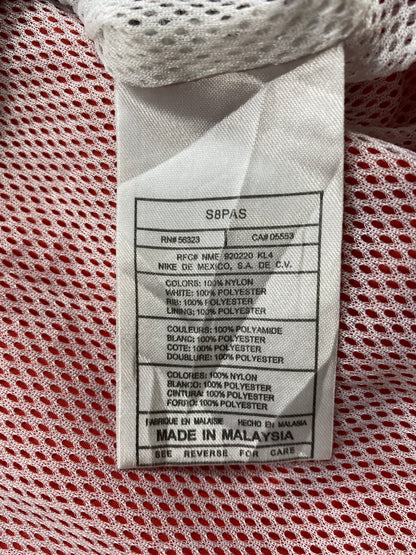 S8PAS
RN# 56323 CA# 05553
RFC# NME 920220 KL4
NIKE DE MEXICO, S.A. DE C.V.
COLORS: 100% NYLON
WHITE: 100% POLYESTER
RIB: 100% POLYESTER
LINING: 100% POLYESTER
COULEURS: 100% POLYAMIDE
BLANC: 100% POLYESTER
COTE: 100% POLYESTER
DOUBLURE: 100% POLYESTER
COLORES: 100% NYLON
BLANCO: 100% POLYESTER
CINTURA: 100% POLYESTER
FORRO: 100% POLYESTER
FABRIQUE EN MALAISIE HECHO EN MALASIA
MADE IN MALAYSIA
SEE REVERSE FOR CARE